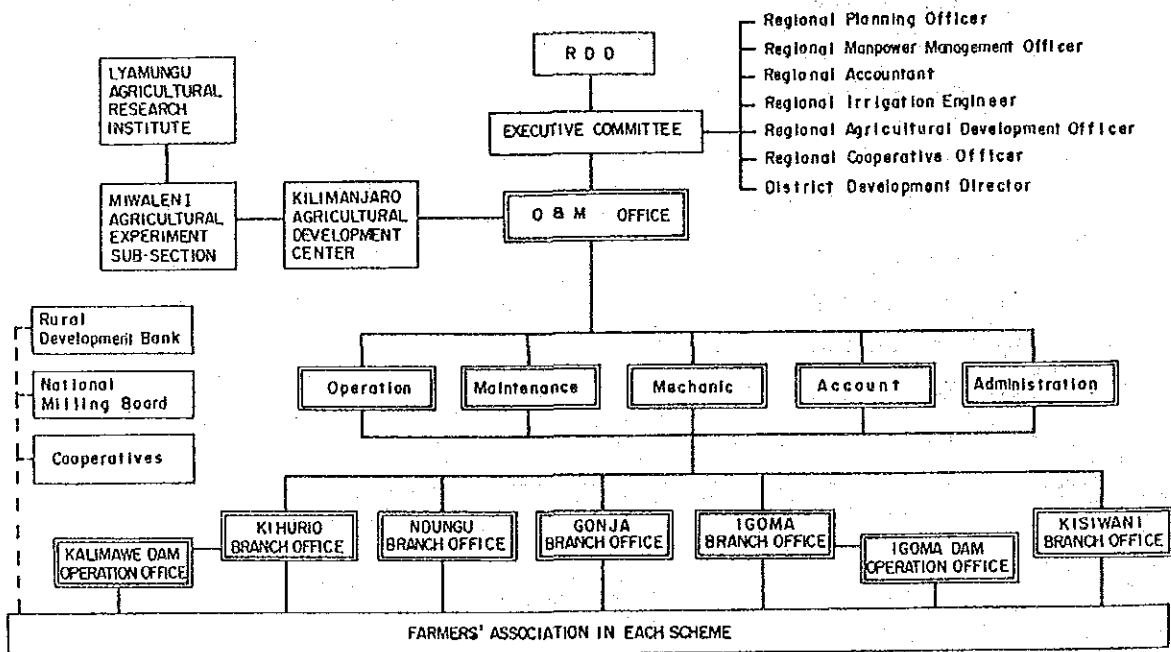 Regional Planning Officer
Regional Manpower Management Officer
Regional Accountant
Regional Irrigation Engineer
Regional Agricultural Development Officer
Regional Cooperative Officer
District Development Director
R D D
EXECUTIVE COMMITTEE
LYAMUNGU
AGRICULTURAL
RESEARCH
INSTITUTE
MIWALENI
AGRICULTURAL
EXPERIMENT
SUB-SECTION
KILIMANJARO
AGRICULTURAL
DEVELOPMENT
CENTER
O & M OFFICE
Rural
Development Bank
National
Milling Board
Cooperatives
Operation
Maintenance
Mechanic
Account
Administration
KALIMAWE DAM
OPERATION OFFICE
KIHURIO
BRANCH OFFICE
NDUNGU
BRANCH OFFICE
GONJA
BRANCH OFFICE
IGOMA
BRANCH OFFICE
IGOMA DAM
OPERATION OFFICE
KISIWANI
BRANCH OFFICE
FARMERS' ASSOCIATION IN EACH SCHEME